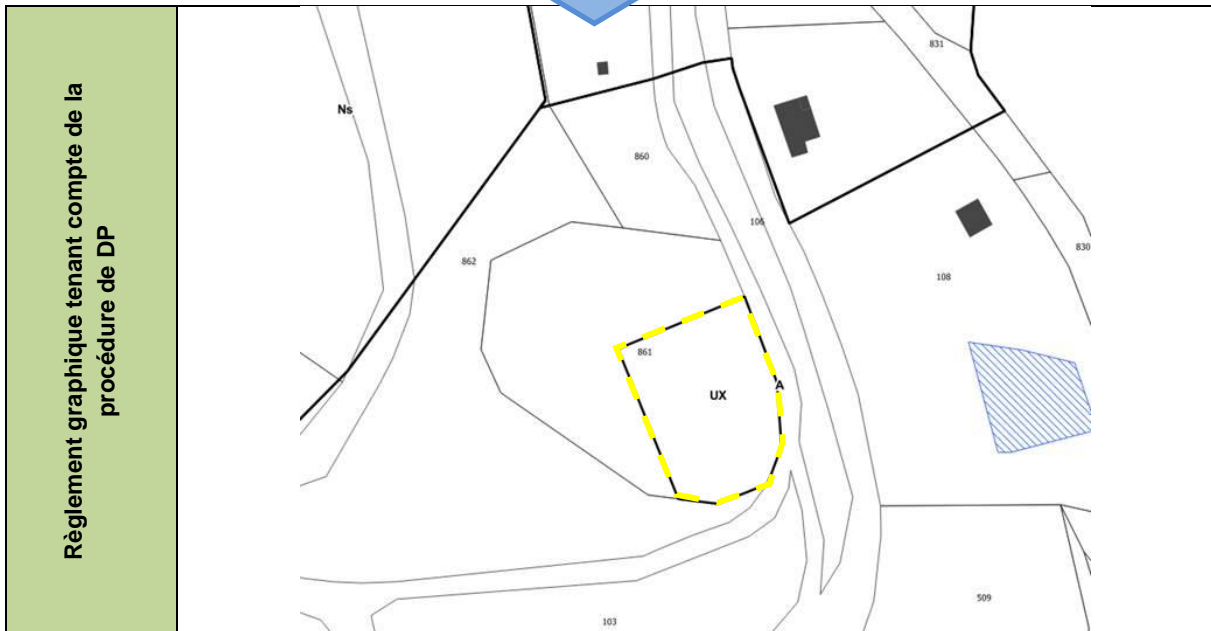 Règlement graphique tenant compte de la
procédure de DP
831
Ns
860
106
830
862
108
861
A
UX
509
103